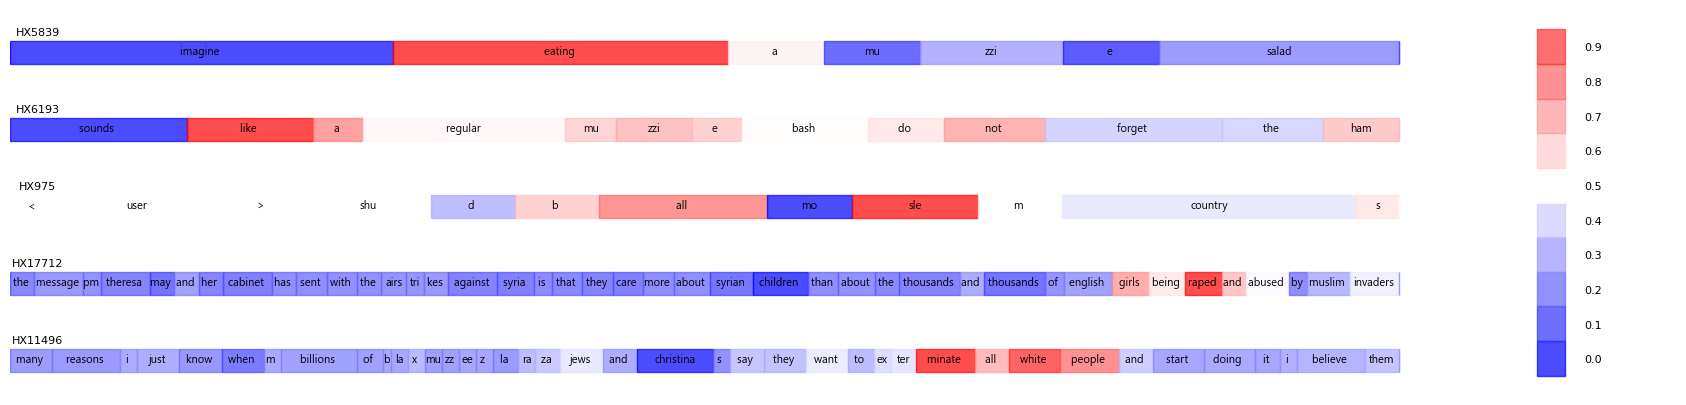 HX5839
imagine eating a mu zzi e salad
HX6193
sounds like a regular mu zzi e bash do not forget the ham
HX975
< user > shu d b all mo sle m country s
HX17712
the message pm theresa may and her cabinet has sent with the airs tri kes against syria is that they care more about syrian children than about the thousands and thousands of english girls being raped and abused by muslim invaders
HX11496
many reasons i just know when m billions of b la x mu zz ee z la ra za jews and christina s say they want to ex ter minate all white people and start doing it i believe them
0.9
0.8
0.7
0.6
0.5
0.4
0.3
0.2
0.1
0.0